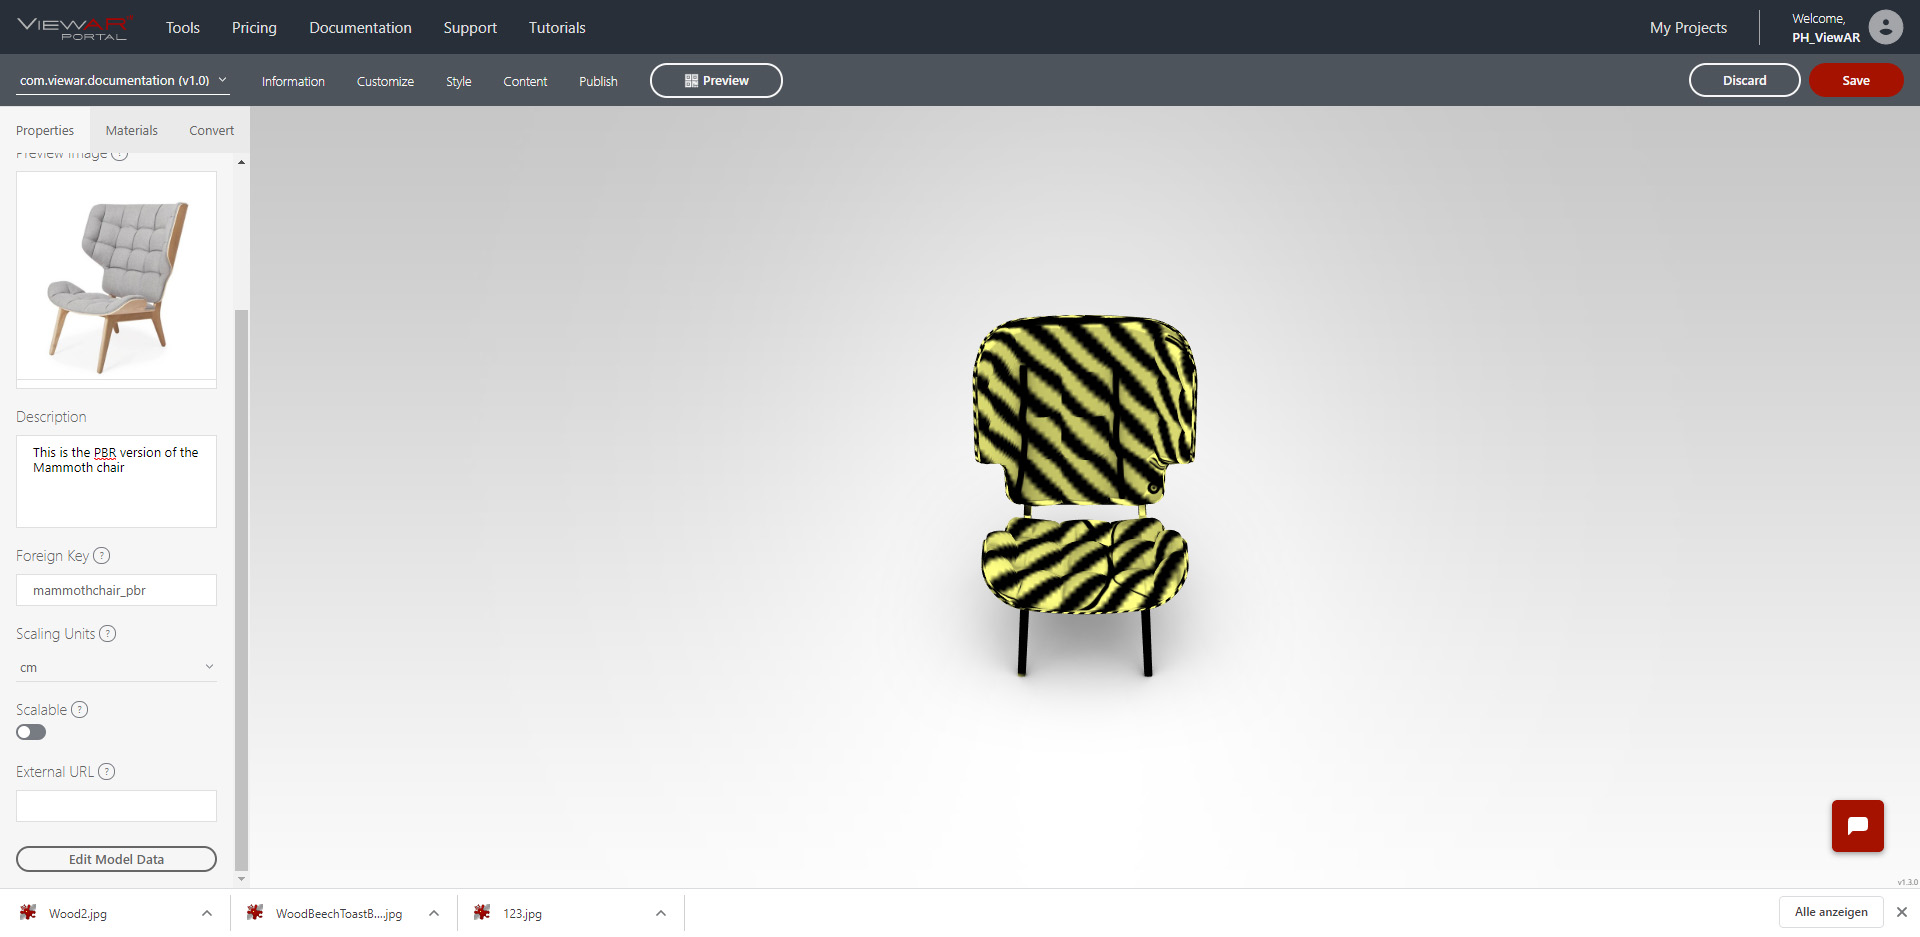 VIEWAR
PORTAL
Tools
Pricing
Documentation
Support
Tutorials
My Projects
Welcome,
PH_ViewAR
com.viewar.documentation (v1.0)
Information
Customize
Style
Content
Publish
Preview
Discard
Save
Properties
Materials
Convert
Preview Image ?
Description
This is the PBR version of the
Mammoth chair
Foreign Key ?
mammothchair_pbr
Scaling Units ?
cm
Scalable ?
External URL ?
Edit Model Data
v1.3.0
Wood2.jpg
WoodBeechToastB....jpg
123.jpg
Alle anzeigen